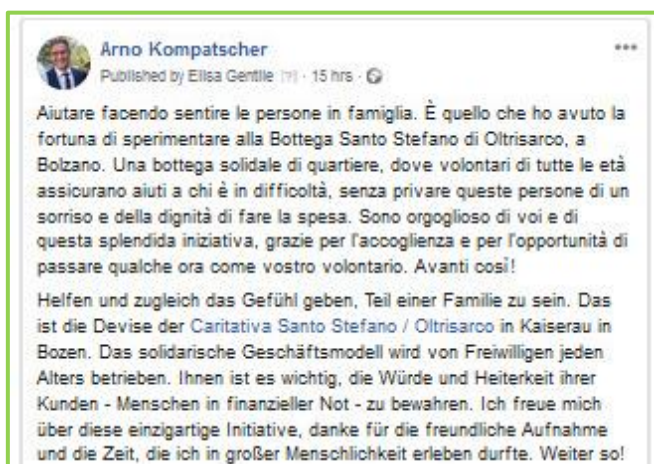 Arno Kompatscher
Published by Elisa Gentile [?] · 15 hrs ·
Aiutare facendo sentire le persone in famiglia. È quello che ho avuto la
fortuna di sperimentare alla Bottega Santo Stefano di Oltrisarco, a
Bolzano. Una bottega solidale di quartiere, dove volontari di tutte le età
assicurano aiuti a chi è in difficoltà, senza privare queste persone di un
sorriso e della dignità di fare la spesa. Sono orgoglioso di voi e di
questa splendida iniziativa, grazie per l'accoglienza e per l'opportunità di
passare qualche ora come vostro volontario. Avanti così!
Helfen und zugleich das Gefühl geben, Teil einer Familie zu sein. Das
ist die Devise der Caritativa Santo Stefano / Oltrisarco in Kaiserau in
Bozen. Das solidarische Geschäftsmodell wird von Freiwilligen jeden
Alters betrieben. Ihnen ist es wichtig, die Würde und Heiterkeit ihrer
Kunden - Menschen in finanzieller Not - zu bewahren. Ich freue mich
über diese einzigartige Initiative, danke für die freundliche Aufnahme
und die Zeit, die ich in großer Menschlichkeit erleben durfte. Weiter so!